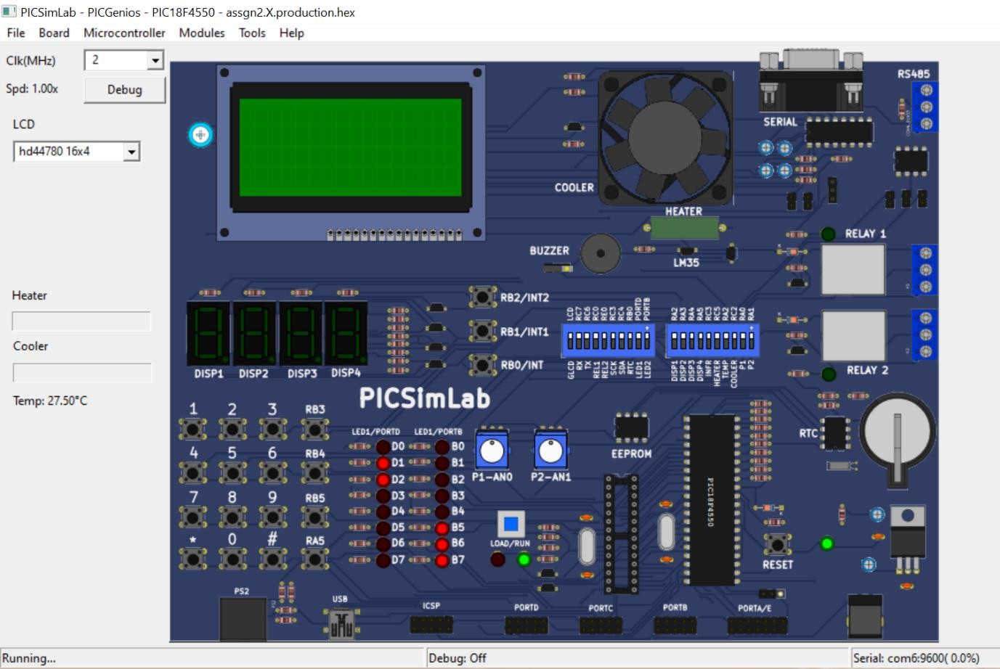 PICSimLab - PICGenios - PIC18F4550 - assgn2.X.production.hex
File Board Microcontroller Modules Tools Help
Clk(MHz) 2
Spd: 1.00x Debug
LCD
hd44780 16x4
Heater
Cooler
Temp: 27.50°C
RS485
SERIAL
COOLER
HEATER
BUZZER
LM35
RELAY 1
RELAY 2
RB2/INT2
RB1/INT1
RB0/INT
LCD RC7 RC6 RC0 RE0 RC3 RC4 RB0 PORTD PORTB
GLCD RX TX REL1 REL2 SCK SDA RTC LED1 LED2
RA2 RA3 RA4 RA5 RC3 RC5 RA2 RC2 RA0 RA1
DISP1 DISP2 DISP3 DISP4 INFR HEATER TEMP COOLER P1 P2
DISP1 DISP2 DISP3 DISP4
PICSimLab
1 2 3 RB3
4 5 6 RB4
7 8 9 RB5
* 0 # RA5
LED1/PORTD LED1/PORTB
D0 B0
D1 B1
D2 B2
D3 B3
D4 B4
D5 B5
D6 B6
D7 B7
P1-AN0 P2-AN1
EEPROM
PIC18F4550
RTC
LOAD/RUN
RESET
PS2
USB
ICSP
PORTD
PORTC
PORTB
PORTA/E
Running... Debug: Off Serial: com6:9600( 0.0%)